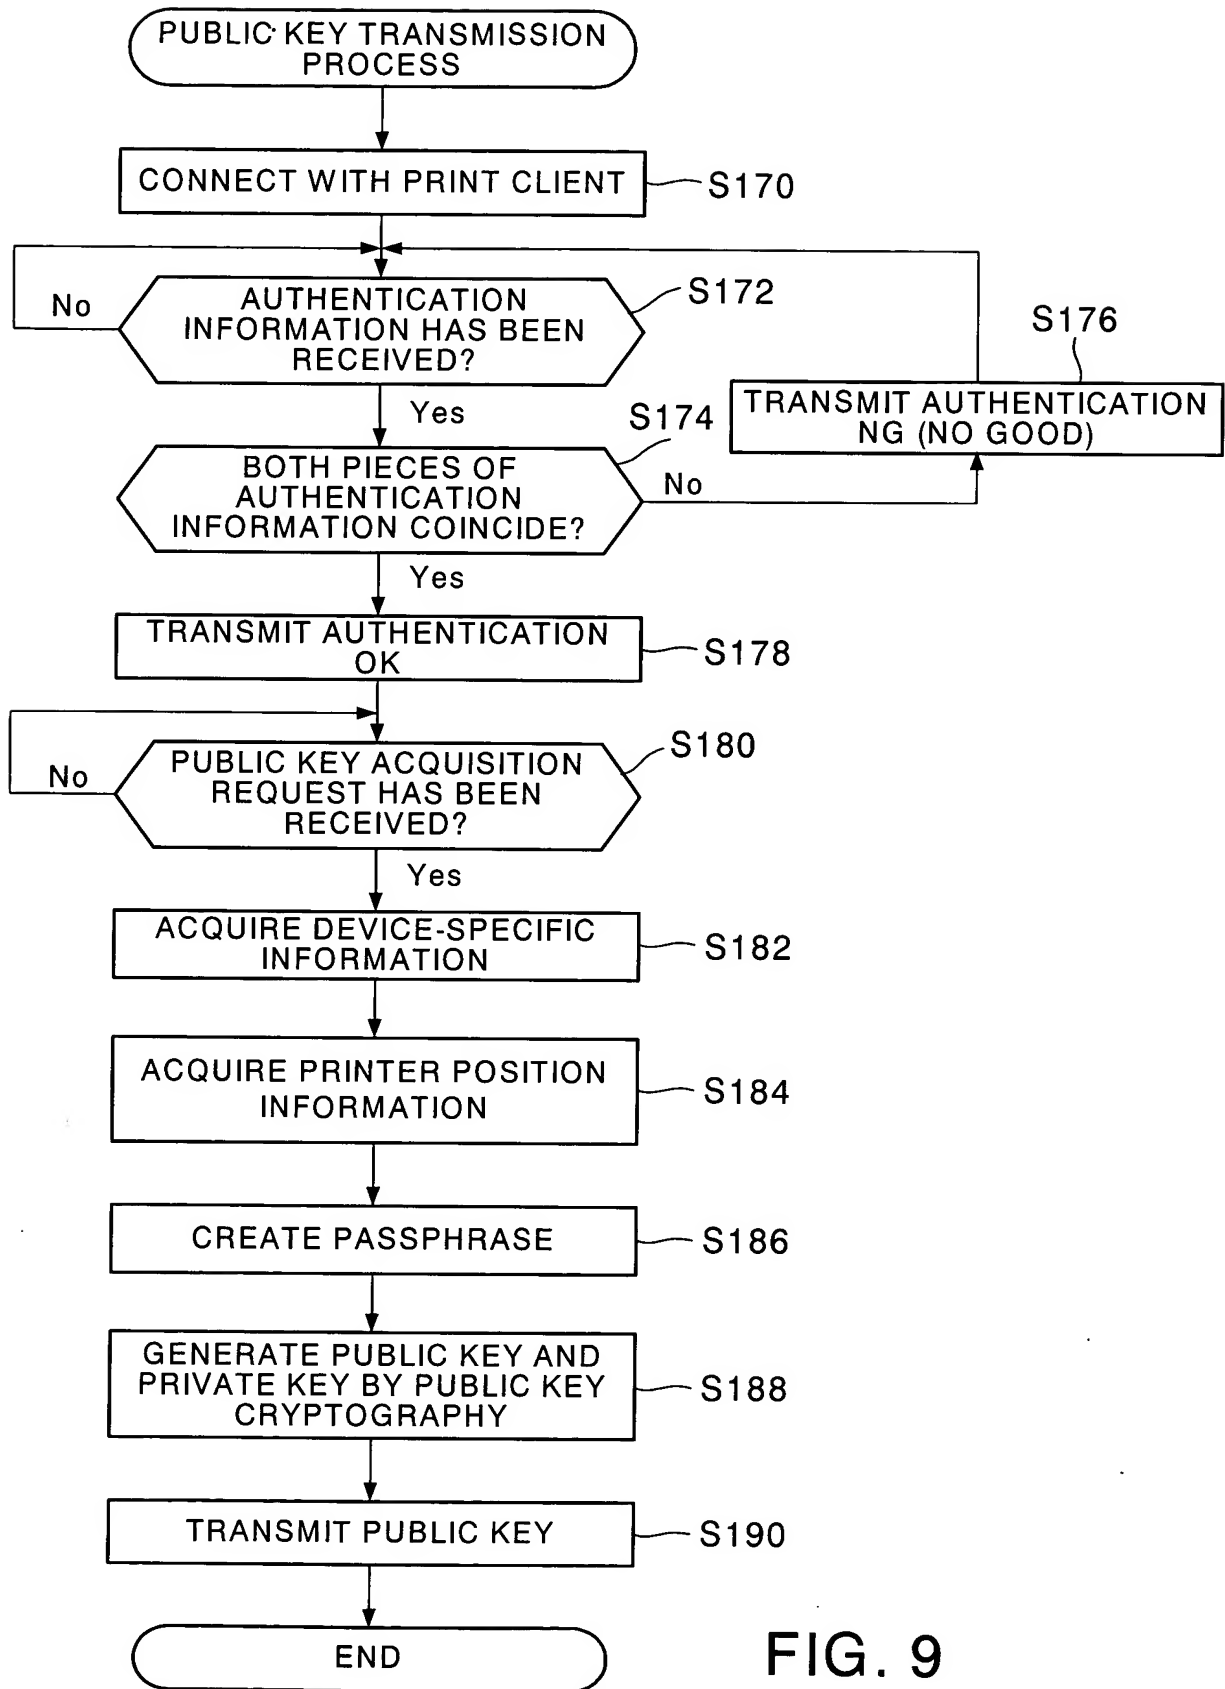 PUBLIC KEY TRANSMISSION
PROCESS
CONNECT WITH PRINT CLIENT
S170
No
AUTHENTICATION
INFORMATION HAS BEEN
RECEIVED?
S172
Yes
S176
TRANSMIT AUTHENTICATION
NG (NO GOOD)
S174
BOTH PIECES OF
AUTHENTICATION
INFORMATION COINCIDE?
No
Yes
TRANSMIT AUTHENTICATION
OK
S178
No
PUBLIC KEY ACQUISITION
REQUEST HAS BEEN
RECEIVED?
S180
Yes
ACQUIRE DEVICE-SPECIFIC
INFORMATION
S182
ACQUIRE PRINTER POSITION
INFORMATION
S184
CREATE PASSPHRASE
S186
GENERATE PUBLIC KEY AND
PRIVATE KEY BY PUBLIC KEY
CRYPTOGRAPHY
S188
TRANSMIT PUBLIC KEY
S190
END
FIG. 9